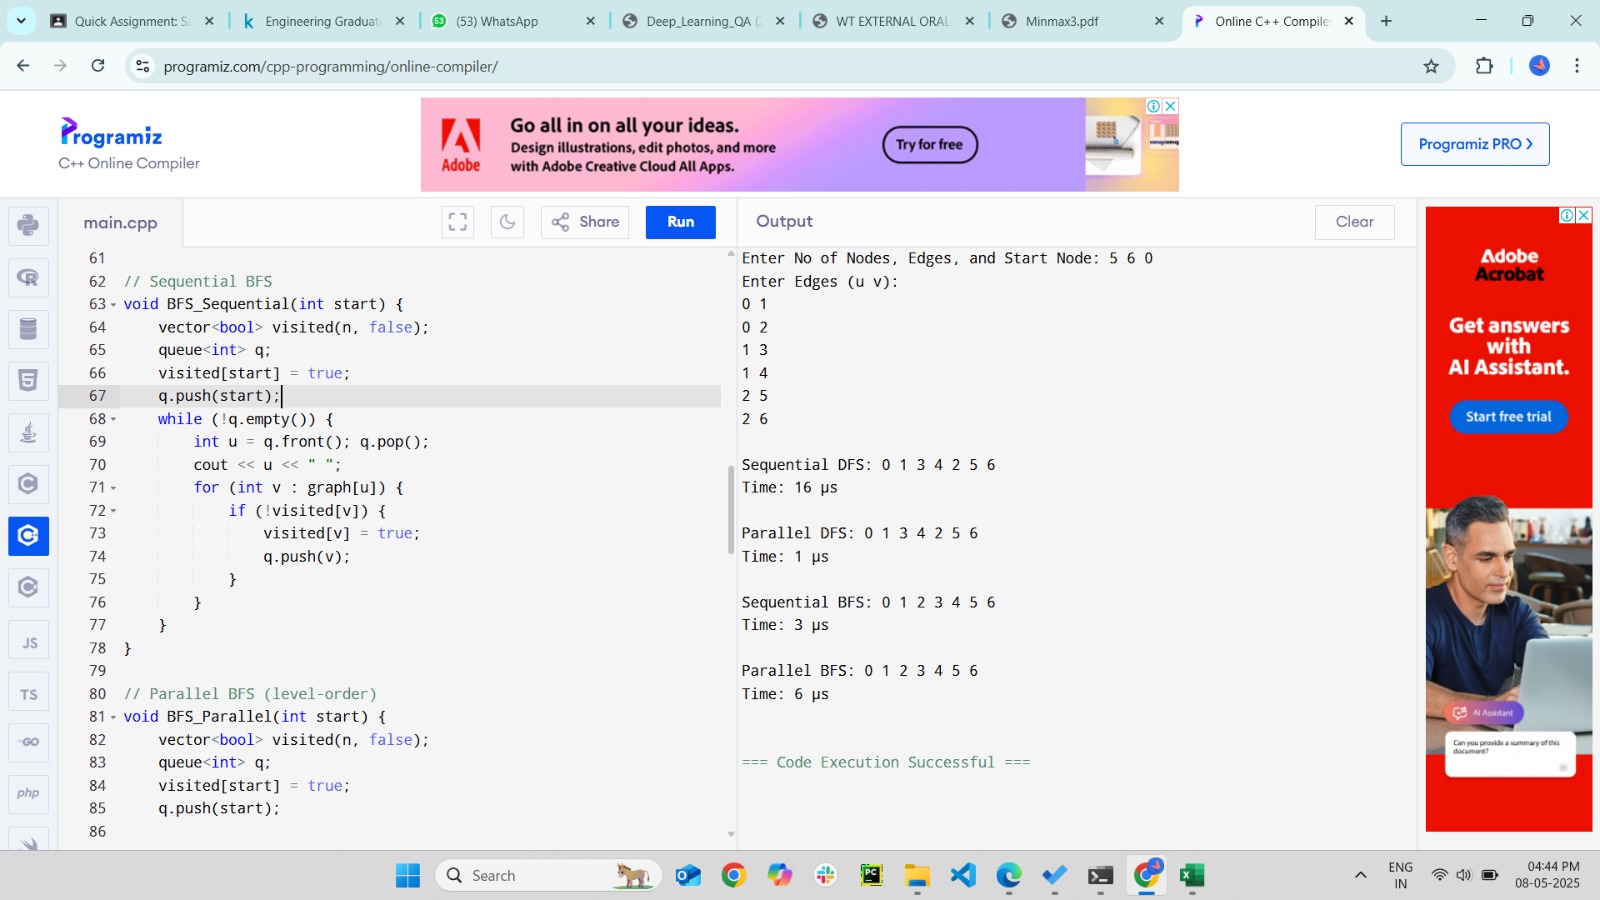 Quick Assignment: Sa
Engineering Graduate
(53) WhatsApp
Deep_Learning_QA (2
WT EXTERNAL ORAL
Minmax3.pdf
Online C++ Compiler
programiz.com/cpp-programming/online-compiler/
Programiz
C++ Online Compiler
Adobe
Go all in on all your ideas.
Design illustrations, edit photos, and more
with Adobe Creative Cloud All Apps.
Try for free
Programiz PRO
main.cpp
Share
Run
Output
Clear
61
62 // Sequential BFS
63 void BFS_Sequential(int start) {
64 vector<bool> visited(n, false);
65 queue<int> q;
66 visited[start] = true;
67 q.push(start);
68 while (!q.empty()) {
69 int u = q.front(); q.pop();
70 cout << u << " ";
71 for (int v : graph[u]) {
72 if (!visited[v]) {
73 visited[v] = true;
74 q.push(v);
75 }
76 }
77 }
78 }
79
80 // Parallel BFS (level-order)
81 void BFS_Parallel(int start) {
82 vector<bool> visited(n, false);
83 queue<int> q;
84 visited[start] = true;
85 q.push(start);
86
Enter No of Nodes, Edges, and Start Node: 5 6 0
Enter Edges (u v):
0 1
0 2
1 3
1 4
2 5
2 6
Sequential DFS: 0 1 3 4 2 5 6
Time: 16 µs
Parallel DFS: 0 1 3 4 2 5 6
Time: 1 µs
Sequential BFS: 0 1 2 3 4 5 6
Time: 3 µs
Parallel BFS: 0 1 2 3 4 5 6
Time: 6 µs
=== Code Execution Successful ===
Adobe
Acrobat
Get answers
with
AI Assistant.
Start free trial
AI Assistant
Can you provide a summary of this
document?
JS
TS
GO
php
Search
PC
ENG
IN
04:44 PM
08-05-2025